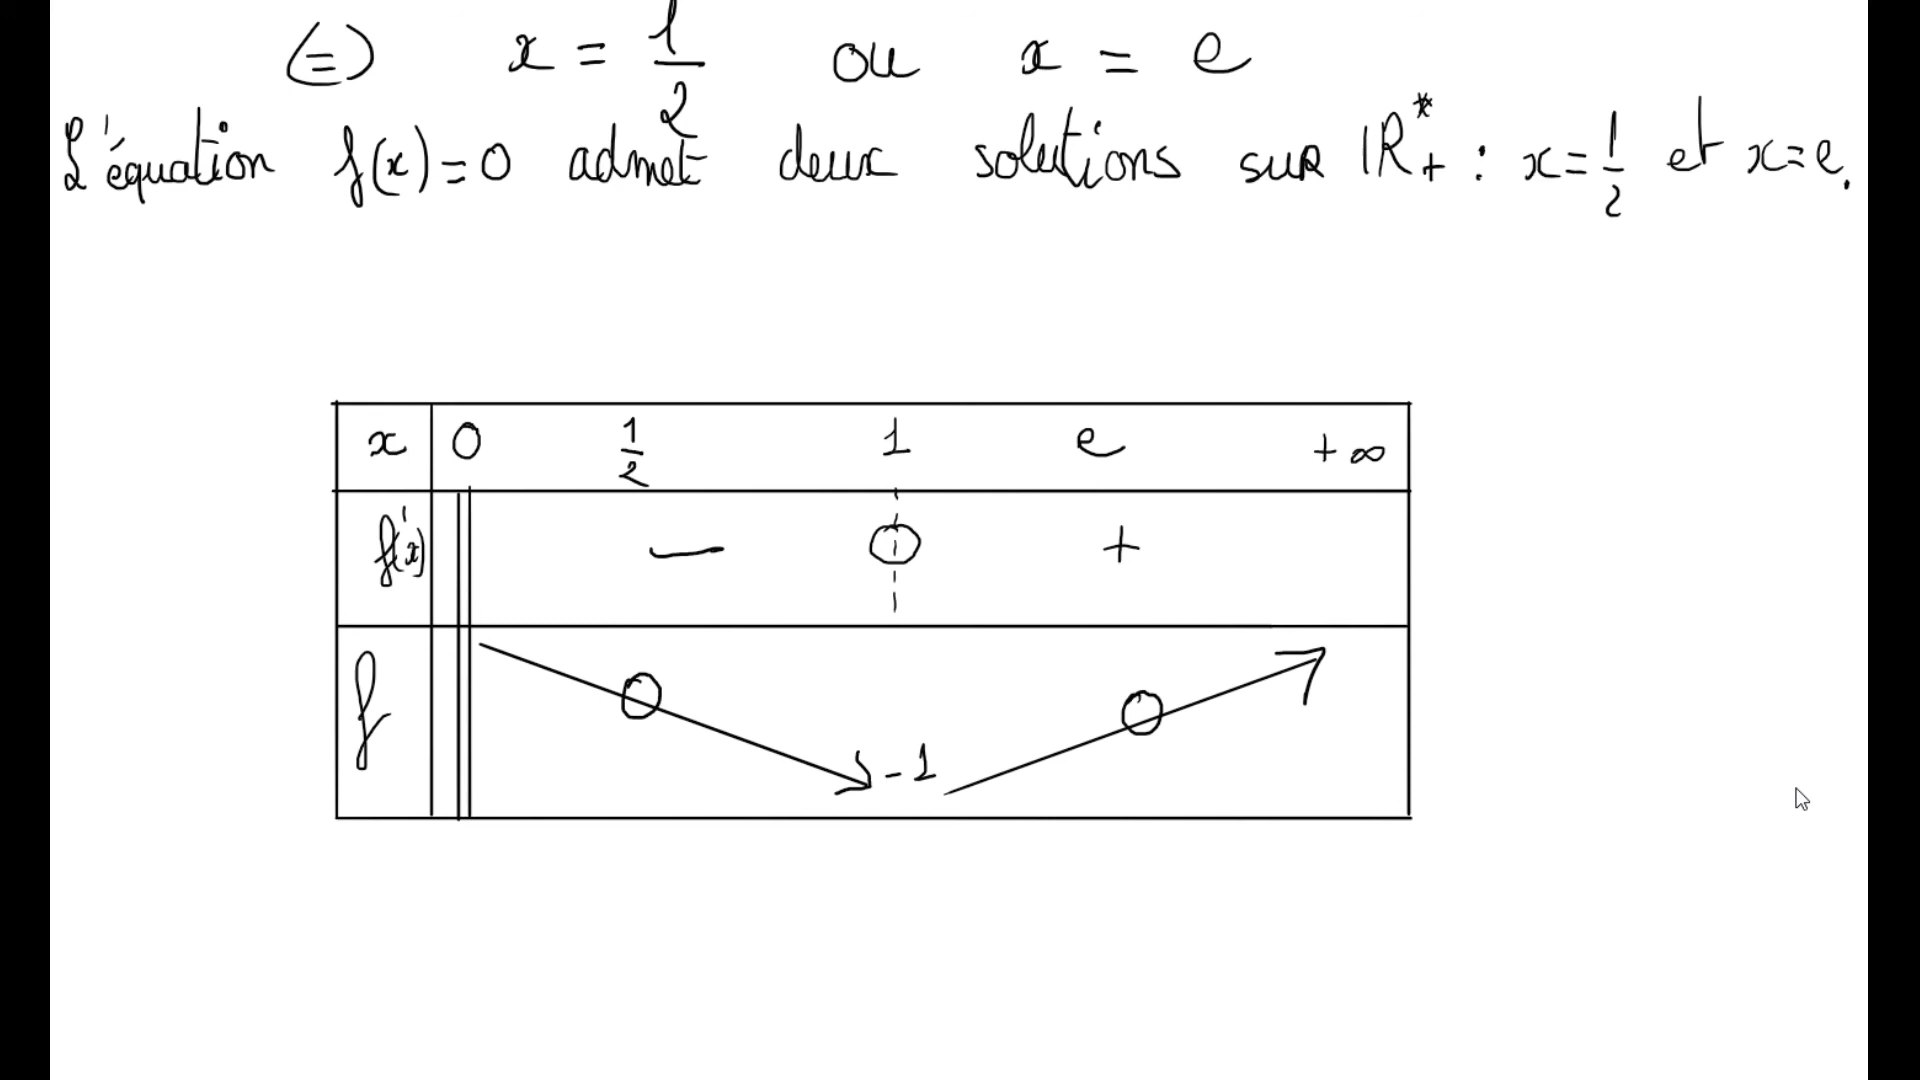 (=) x = 1/2 ou x = e
L'équation f(x)=0 admet deux solutions sur IR*+ : x=1/2 et x=e.
x 0 1/2 1 e +∞
f'(x) — 0 +
f 0 -1 0